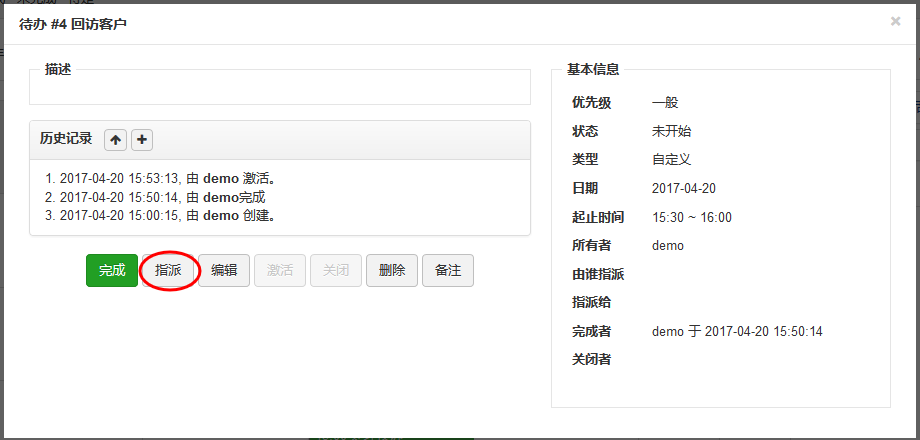 待办 #4 回访客户
×
描述
历史记录
1. 2017-04-20 15:53:13, 由 demo 激活。
2. 2017-04-20 15:50:14, 由 demo完成
3. 2017-04-20 15:00:15, 由 demo 创建。
完成 指派 编辑 激活 关闭 删除 备注
基本信息
优先级 一般
状态 未开始
类型 自定义
日期 2017-04-20
起止时间 15:30 ~ 16:00
所有者 demo
由谁指派
指派给
完成者 demo 于 2017-04-20 15:50:14
关闭者